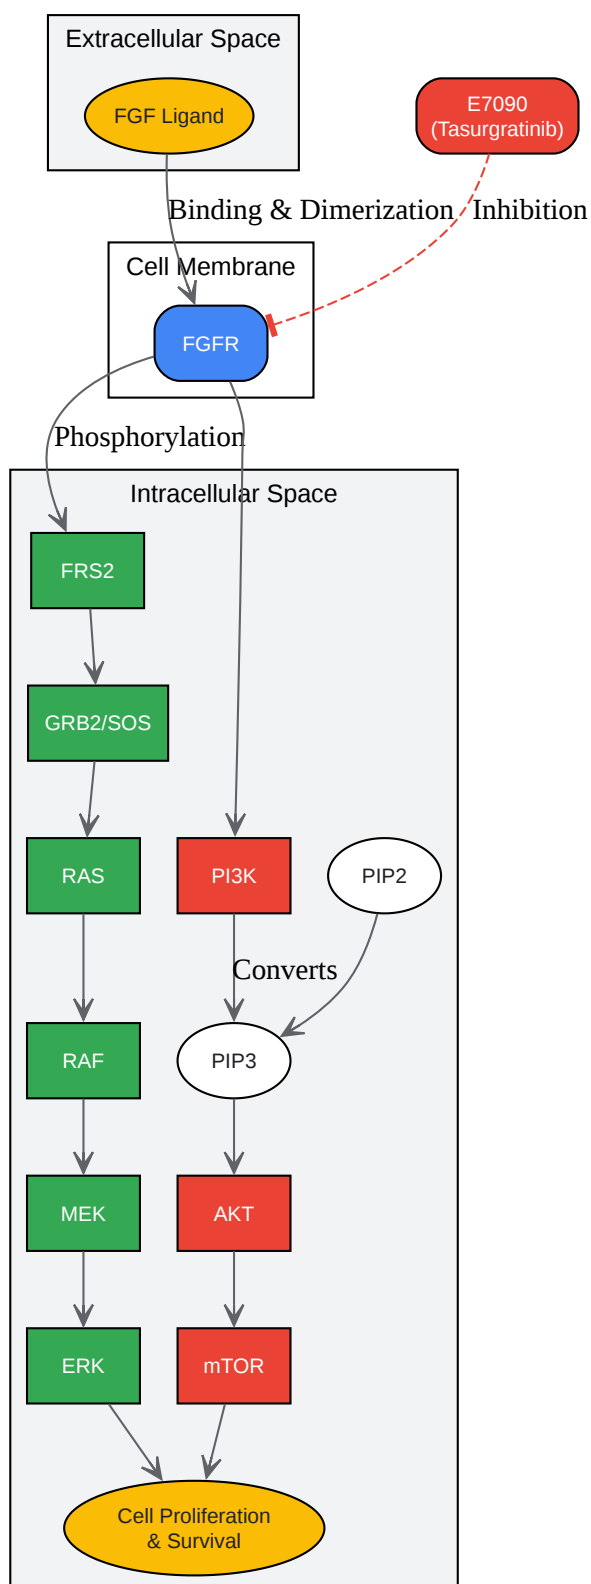 Extracellular Space
FGF Ligand
E7090
(Tasurgratinib)
Binding & Dimerization
Inhibition
Cell Membrane
FGFR
Phosphorylation
Intracellular Space
FRS2
GRB2/SOS
RAS
PI3K
PIP2
Converts
RAF
PIP3
MEK
AKT
ERK
mTOR
Cell Proliferation
& Survival